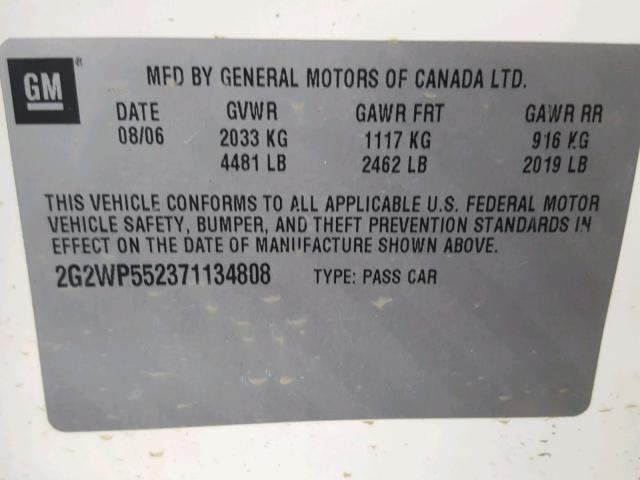 GM®
MFD BY GENERAL MOTORS OF CANADA LTD.
DATE GVWR GAWR FRT GAWR RR
08/06 2033 KG 1117 KG 916 KG
4481 LB 2462 LB 2019 LB
THIS VEHICLE CONFORMS TO ALL APPLICABLE U.S. FEDERAL MOTOR
VEHICLE SAFETY, BUMPER, AND THEFT PREVENTION STANDARDS IN
EFFECT ON THE DATE OF MANUFACTURE SHOWN ABOVE.
2G2WP552371134808 TYPE: PASS CAR